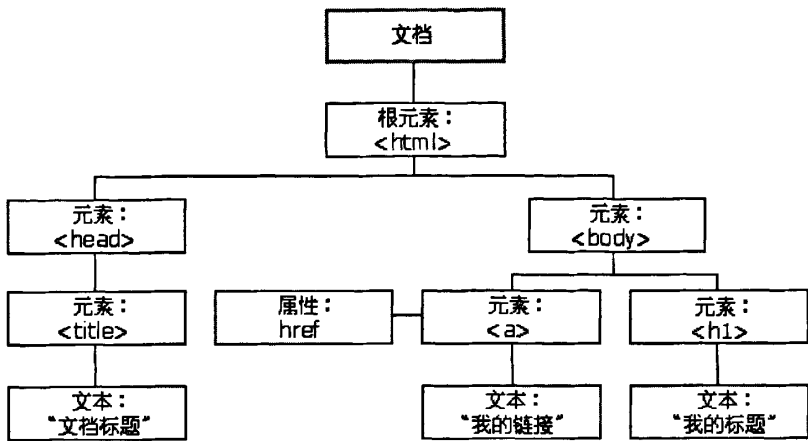 文档
根元素：
<html>
元素：
<head>
元素：
<body>
元素：
<title>
属性：
href
元素：
<a>
元素：
<h1>
文本：
“文档标题”
文本：
“我的链接”
文本：
“我的标题”